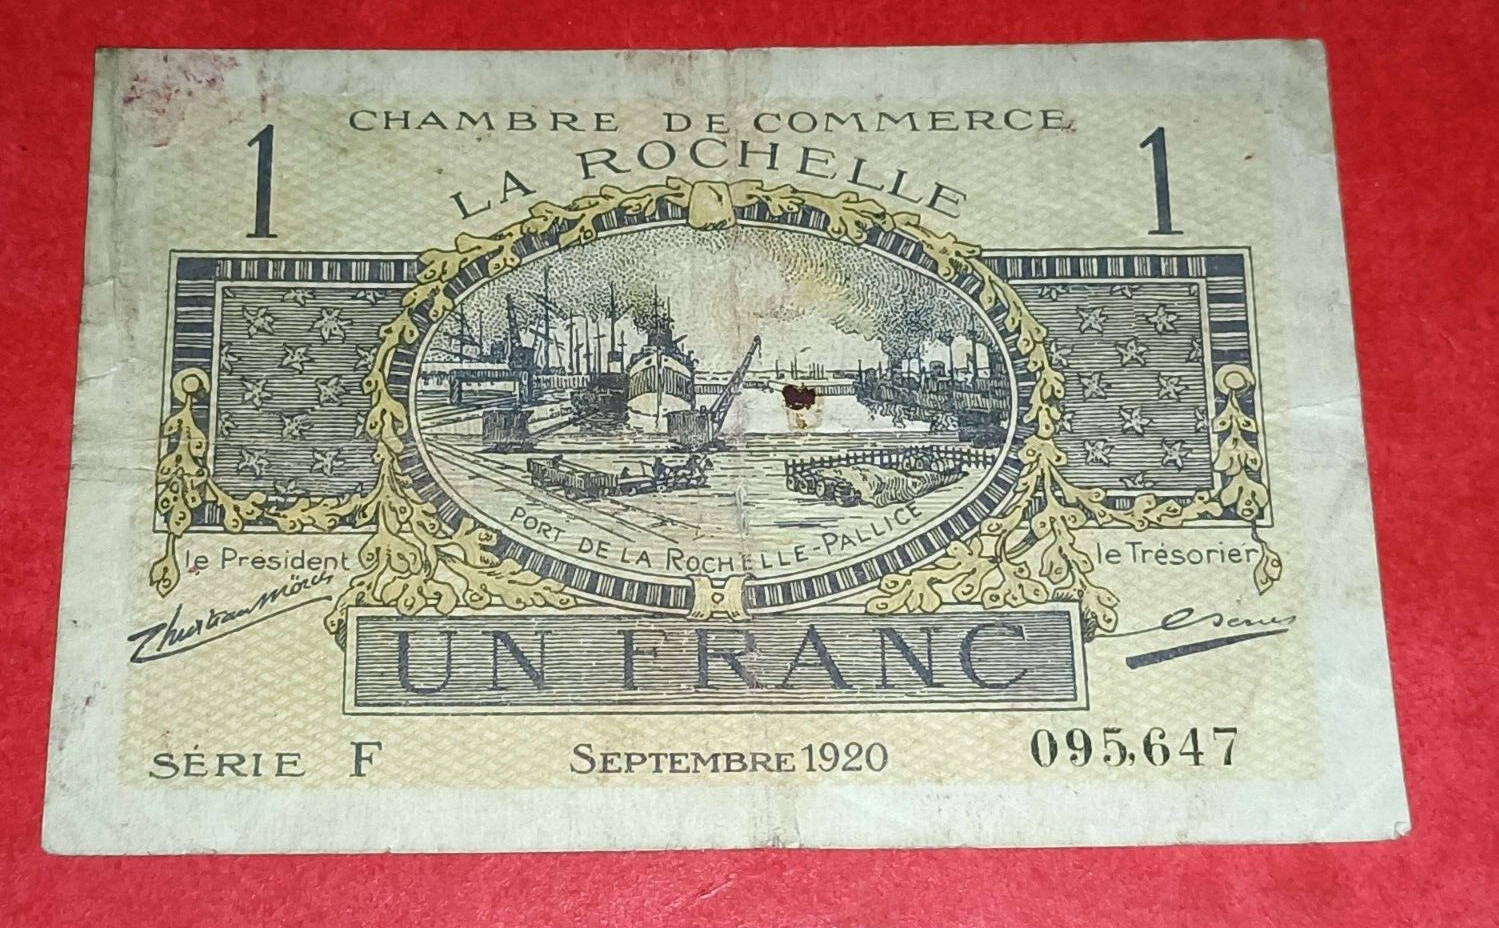 CHAMBRE DE COMMERCE
LA ROCHELLE
1 1
PORT DE LA ROCHELLE-PALLICE
le Président le Trésorier
UN FRANC
SÉRIE F SEPTEMBRE 1920 095,647